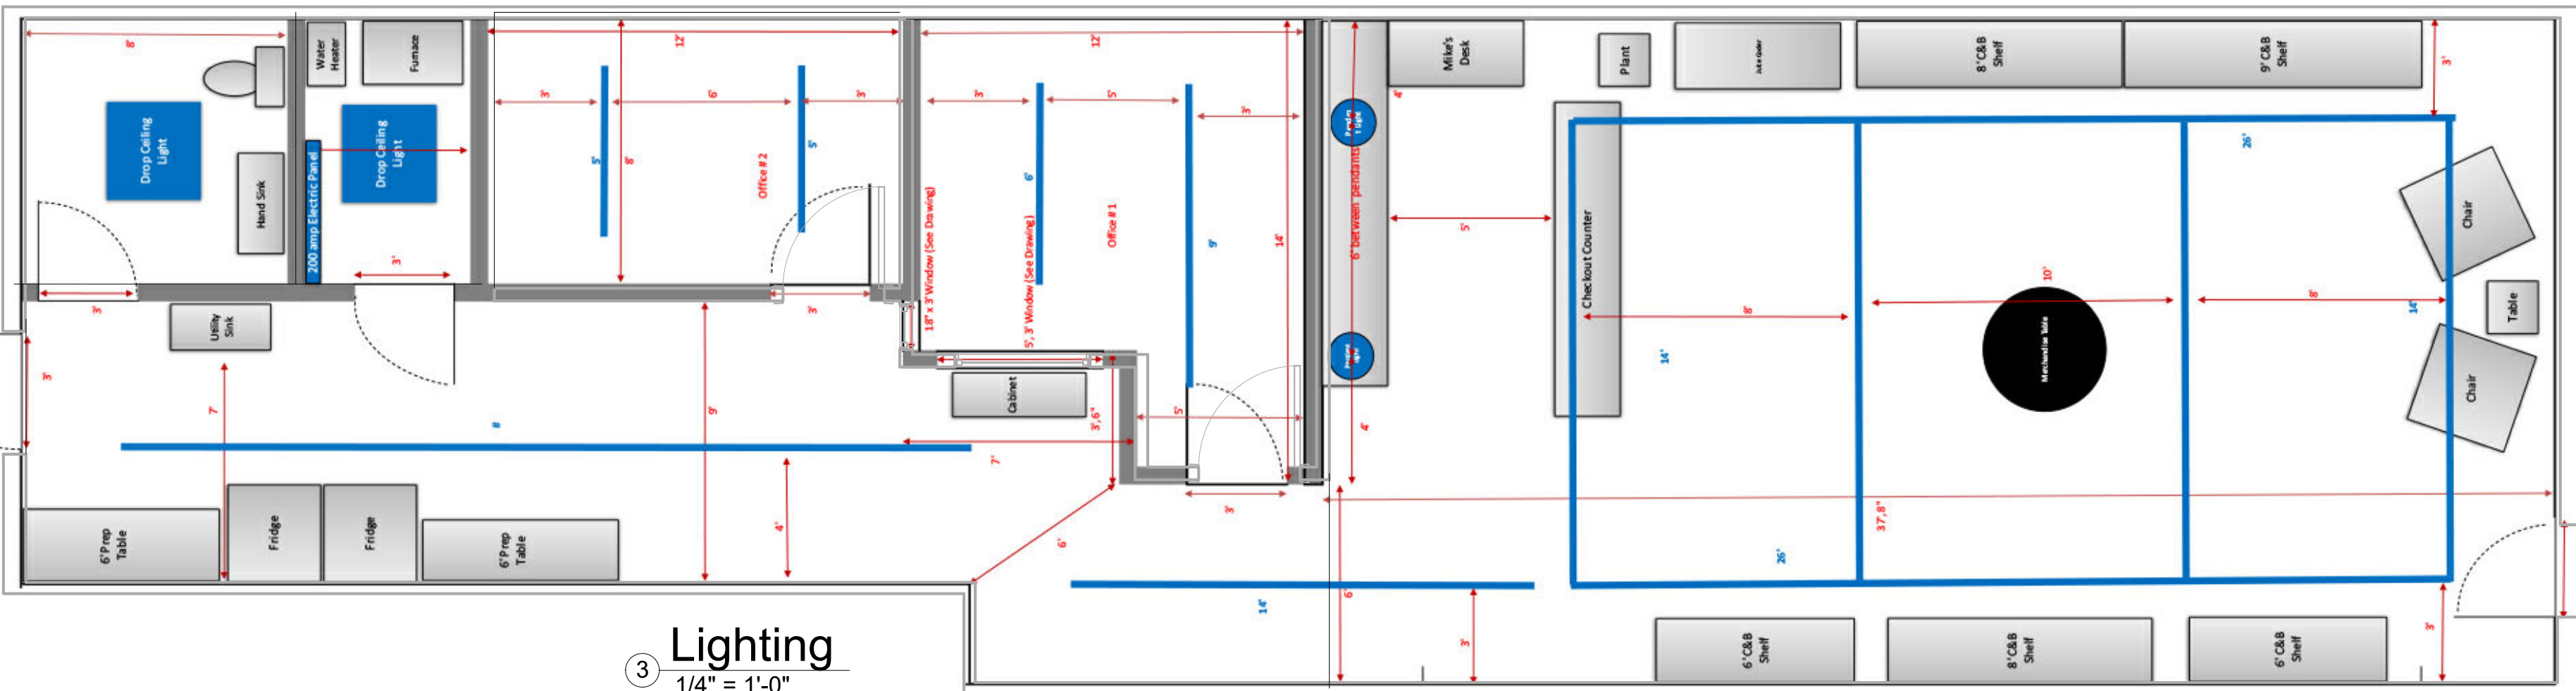 8'
Water
Heater
Furnace
Drop Ceiling
Light
Hand Sink
200 amp Electric Panel
Drop Ceiling
Light
3'
3'
Utility
Sink
3'
7'
#
6' Prep
Table
Fridge
Fridge
6' Prep
Table
12'
3'
6'
3'
5'
8'
5'
Office # 2
3'
9'
4'
12'
3'
5'
3'
18" x 3' Window (See Drawing)
5', 3' Window (See Drawing)
6'
Office # 1
9'
14'
Cabinet
3',6"
5'
7'
6'
3'
14'
6' between pendants
4'
4'
6'
Mike's
Desk
5'
Plant
8' C&B
Shelf
9' C&B
Shelf
3'
Checkout Counter
26'
8'
10'
8'
14'
14'
Merchandise Table
Chair
Table
Chair
37',8"
26'
3'
6' C&B
Shelf
8' C&B
Shelf
6' C&B
Shelf
3'
3 Lighting
1/4" = 1'-0"